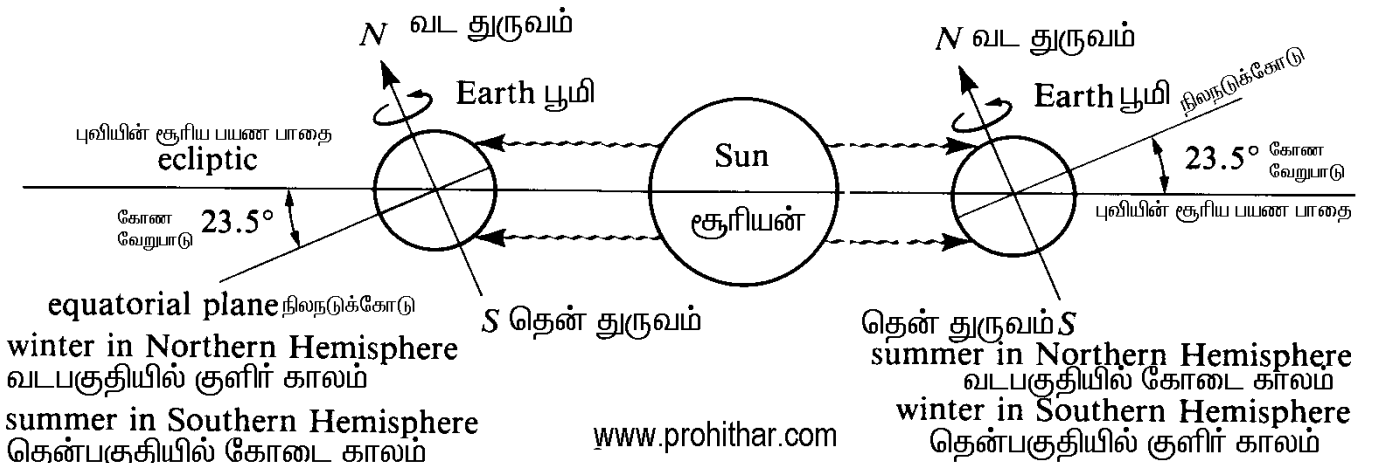 N வட துருவம்
Earth பூமி
புவியின் சூரிய பயண பாதை
ecliptic
கோண
வேறுபாடு
23.5°
equatorial plane நிலநடுக்கோடு
S தென் துருவம்
winter in Northern Hemisphere
வடபகுதியில் குளிர் காலம்
summer in Southern Hemisphere
தென்பகுதியில் கோடை காலம்
Sun
சூரியன்
www.prohithar.com
N வட துருவம்
Earth பூமி
நிலநடுக்கோடு
23.5°
கோண
வேறுபாடு
புவியின் சூரிய பயண பாதை
தென் துருவம் S
summer in Northern Hemisphere
வடபகுதியில் கோடை காலம்
winter in Southern Hemisphere
தென்பகுதியில் குளிர் காலம்